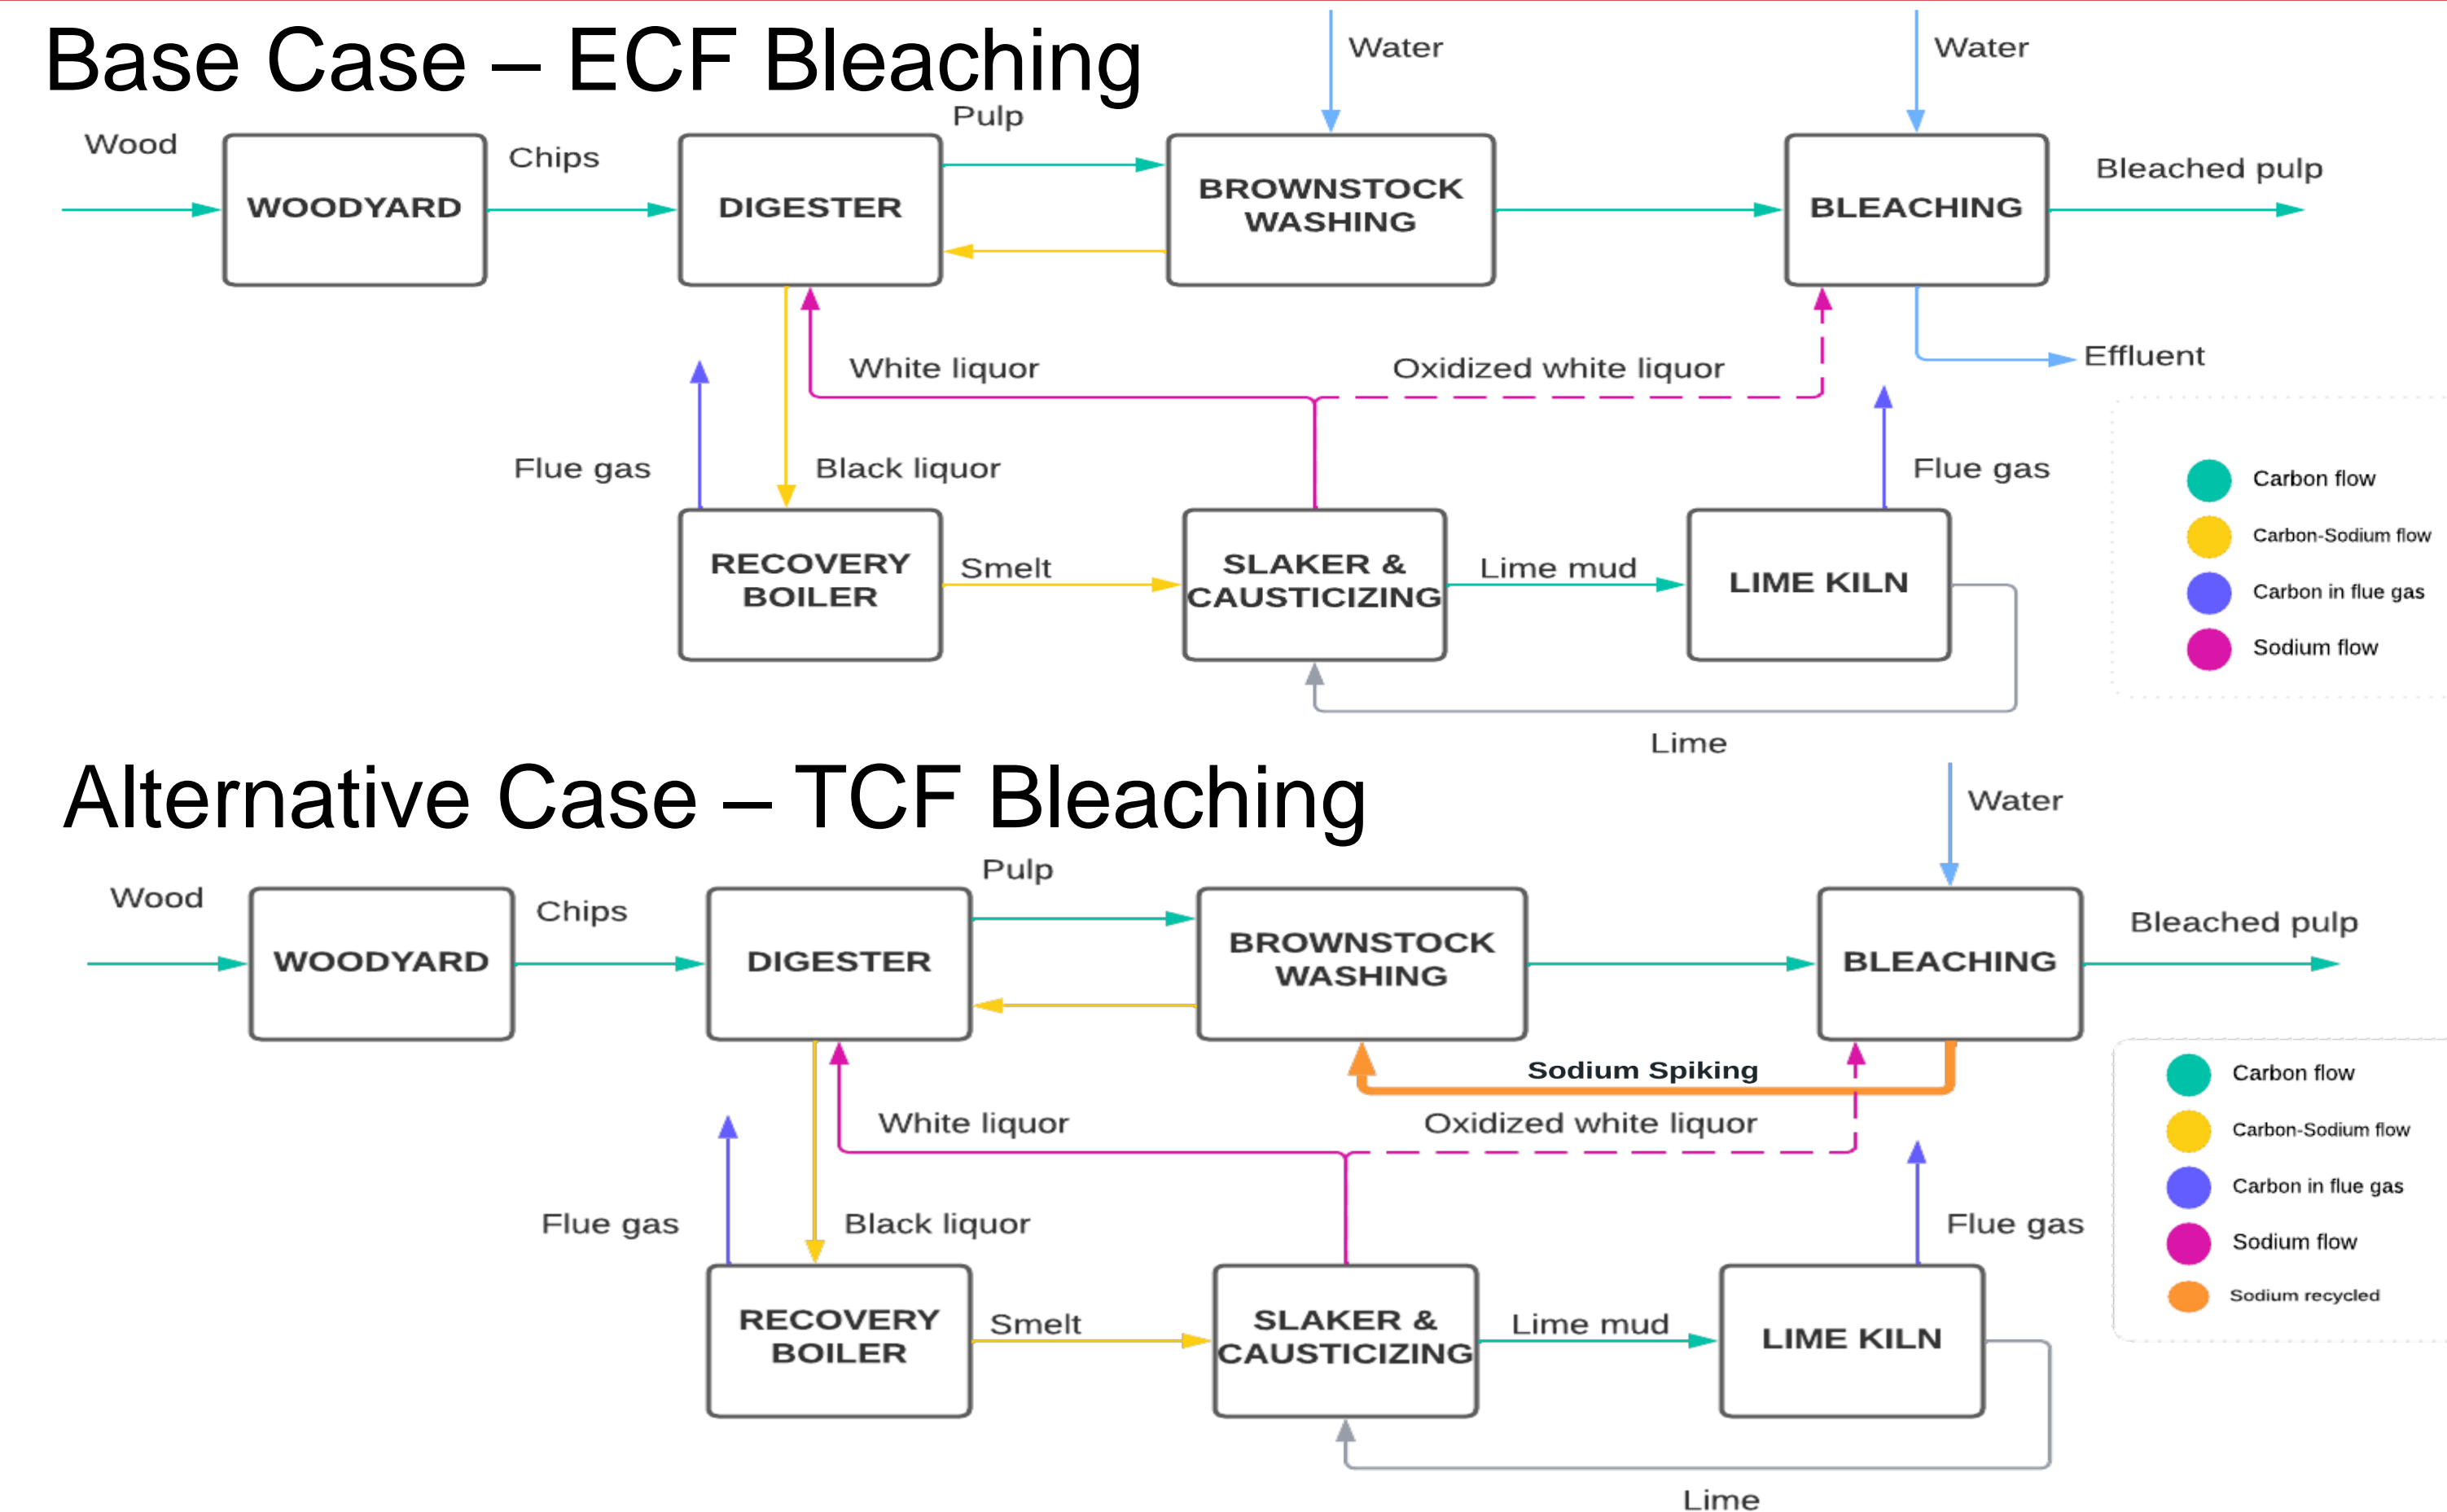 Base Case – ECF Bleaching
Water
Water
Wood
Chips
Pulp
Bleached pulp
WOODYARD
DIGESTER
BROWNSTOCK
WASHING
BLEACHING
White liquor
Oxidized white liquor
Effluent
Flue gas
Black liquor
Flue gas
Carbon flow
Carbon-Sodium flow
Carbon in flue gas
Sodium flow
RECOVERY
BOILER
Smelt
SLAKER &
CAUSTICIZING
Lime mud
LIME KILN
Lime
Alternative Case – TCF Bleaching
Water
Wood
Chips
Pulp
Bleached pulp
WOODYARD
DIGESTER
BROWNSTOCK
WASHING
BLEACHING
Sodium Spiking
White liquor
Oxidized white liquor
Flue gas
Black liquor
Flue gas
Carbon flow
Carbon-Sodium flow
Carbon in flue gas
Sodium flow
Sodium recycled
RECOVERY
BOILER
Smelt
SLAKER &
CAUSTICIZING
Lime mud
LIME KILN
Lime